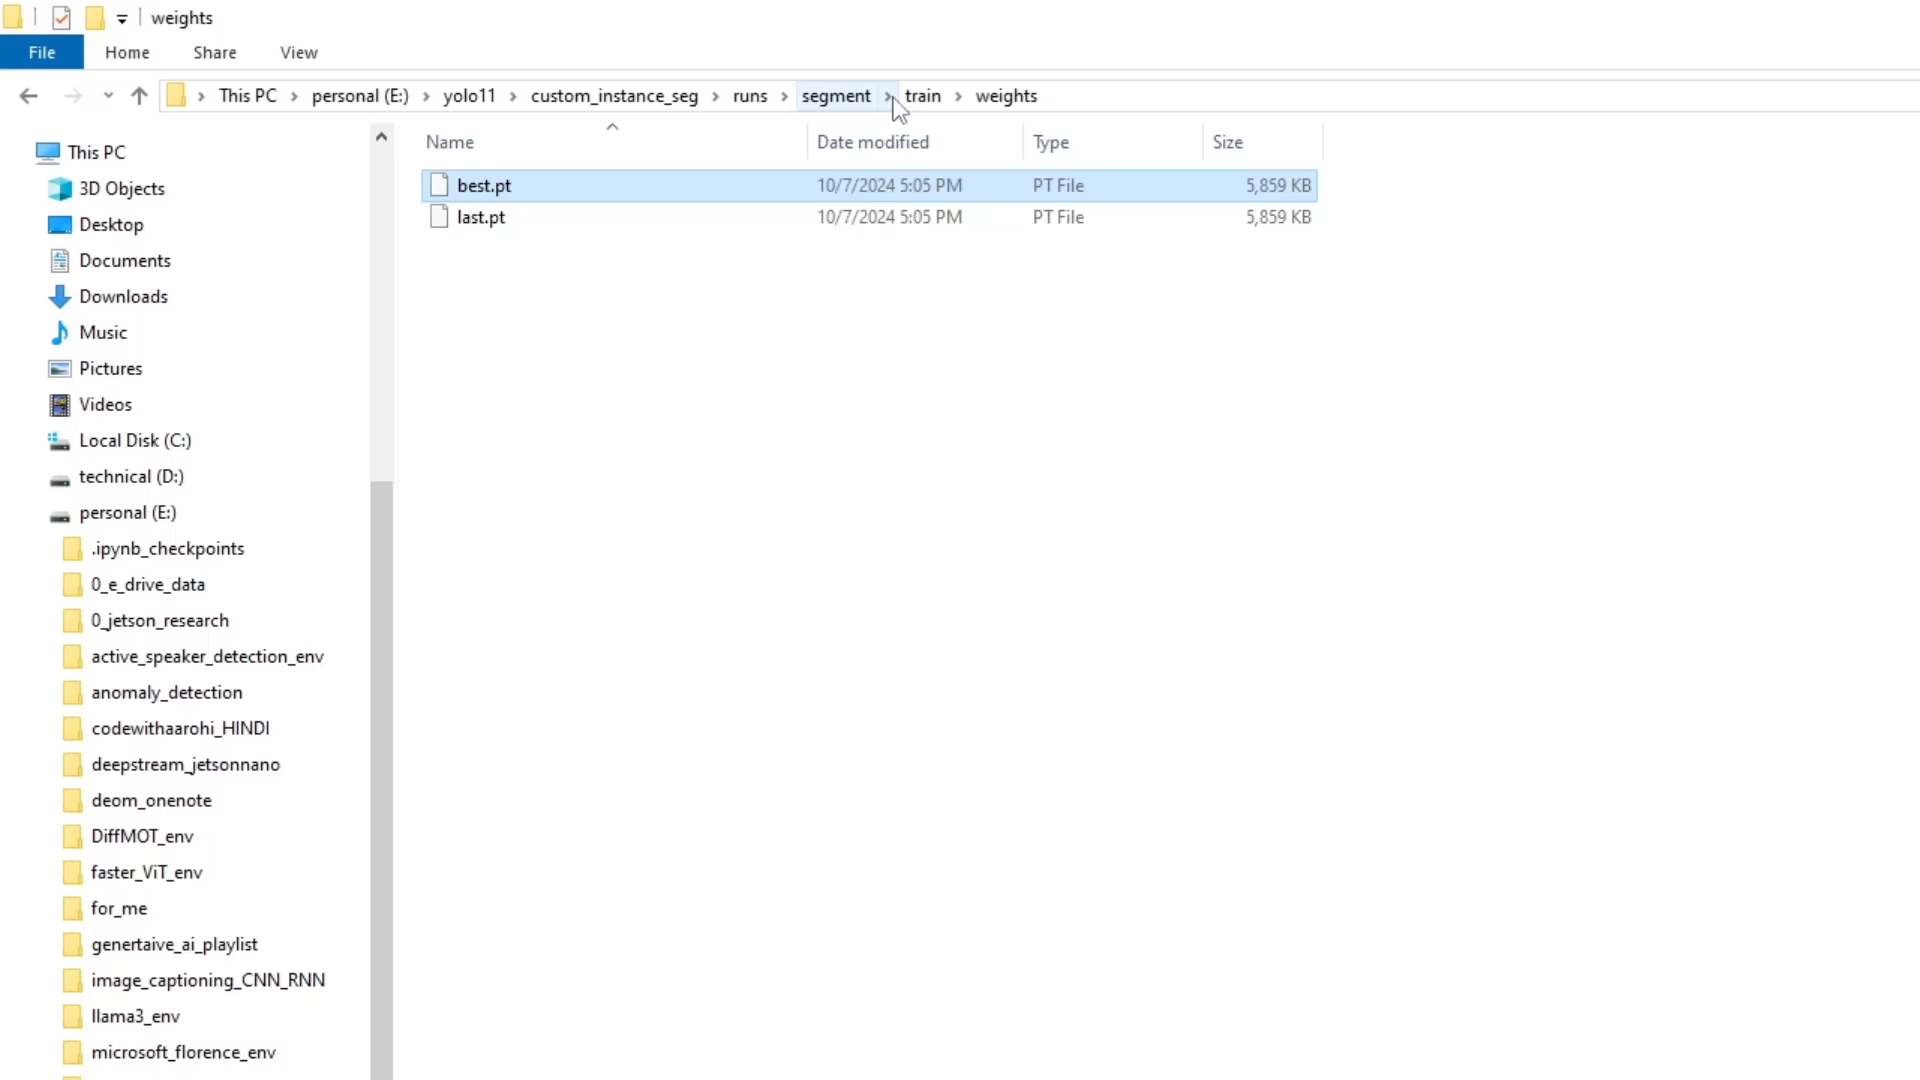 weights
File Home Share View
This PC personal (E:) yolo11 custom_instance_seg runs segment train weights
Name Date modified Type Size
best.pt 10/7/2024 5:05 PM PT File 5,859 KB
last.pt 10/7/2024 5:05 PM PT File 5,859 KB
This PC
3D Objects
Desktop
Documents
Downloads
Music
Pictures
Videos
Local Disk (C:)
technical (D:)
personal (E:)
.ipynb_checkpoints
0_e_drive_data
0_jetson_research
active_speaker_detection_env
anomaly_detection
codewithaarohi_HINDI
deepstream_jetsonnano
deom_onenote
DiffMOT_env
faster_ViT_env
for_me
genertaive_ai_playlist
image_captioning_CNN_RNN
llama3_env
microsoft_florence_env